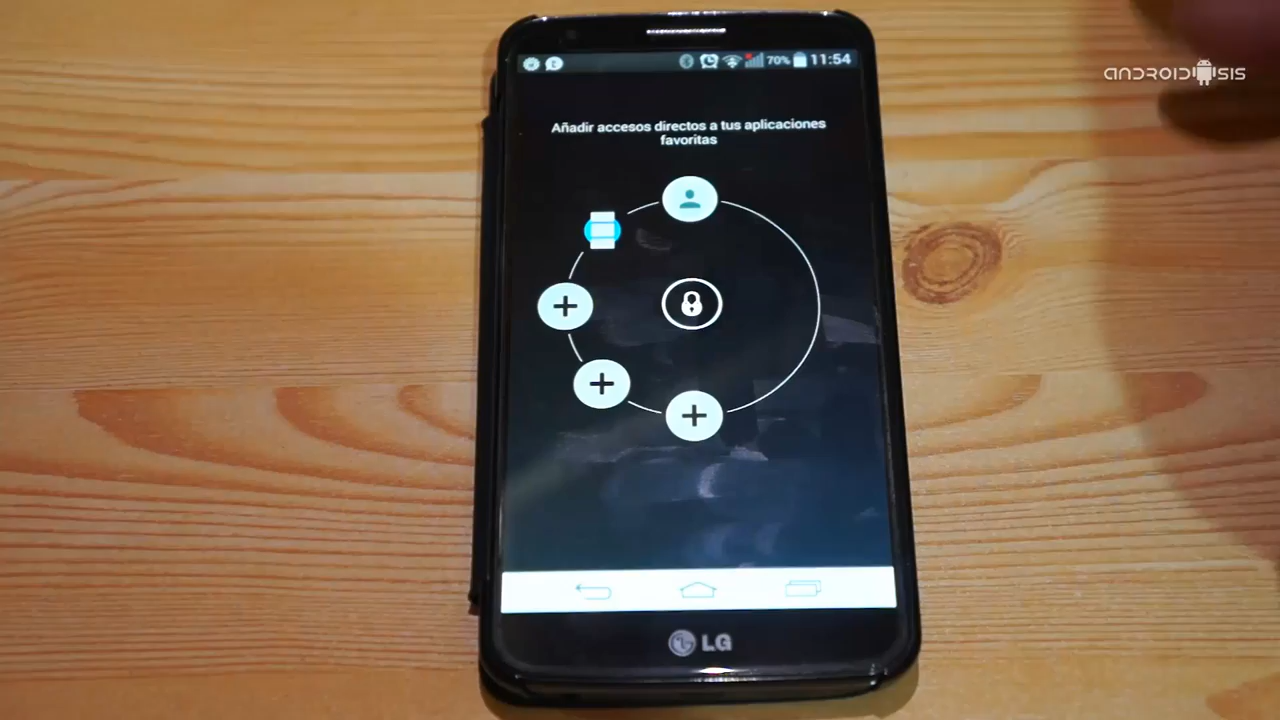 ANDROIDSIS
70% 11:54
Añadir accesos directos a tus aplicaciones
favoritas
LG